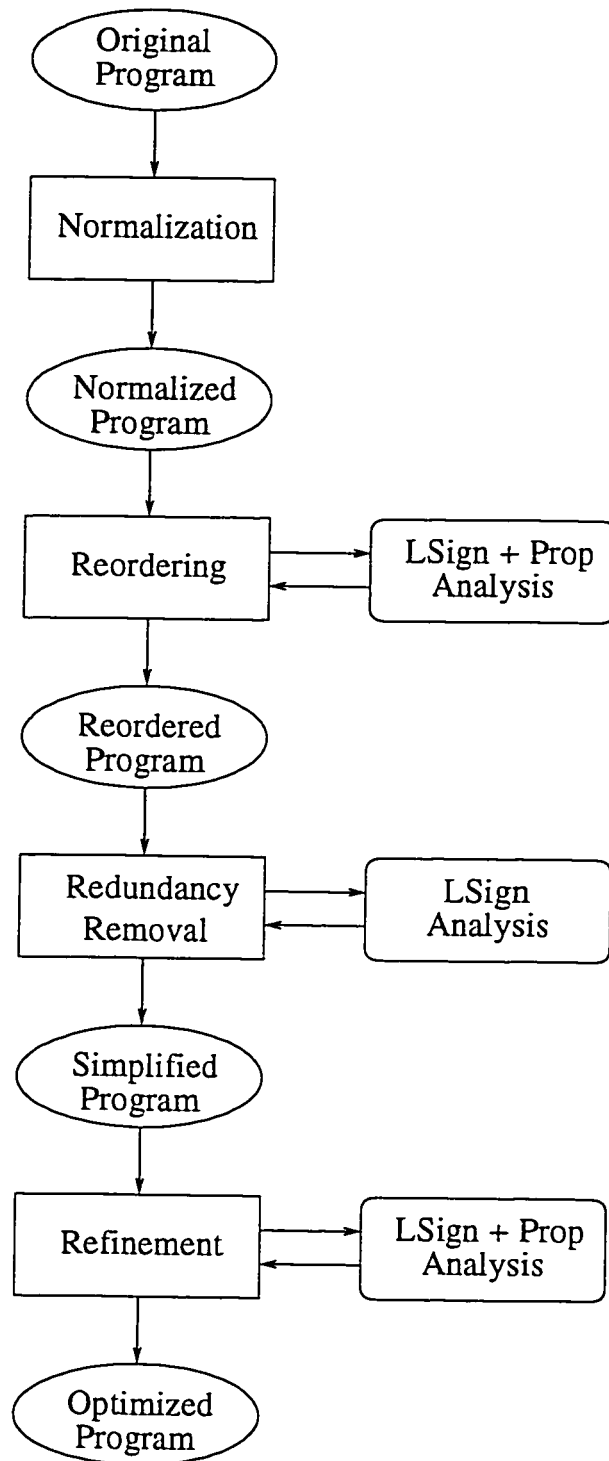 Original
Program
Normalization
Normalized
Program
Reordering
LSign + Prop
Analysis
Reordered
Program
Redundancy
Removal
LSign
Analysis
Simplified
Program
Refinement
LSign + Prop
Analysis
Optimized
Program